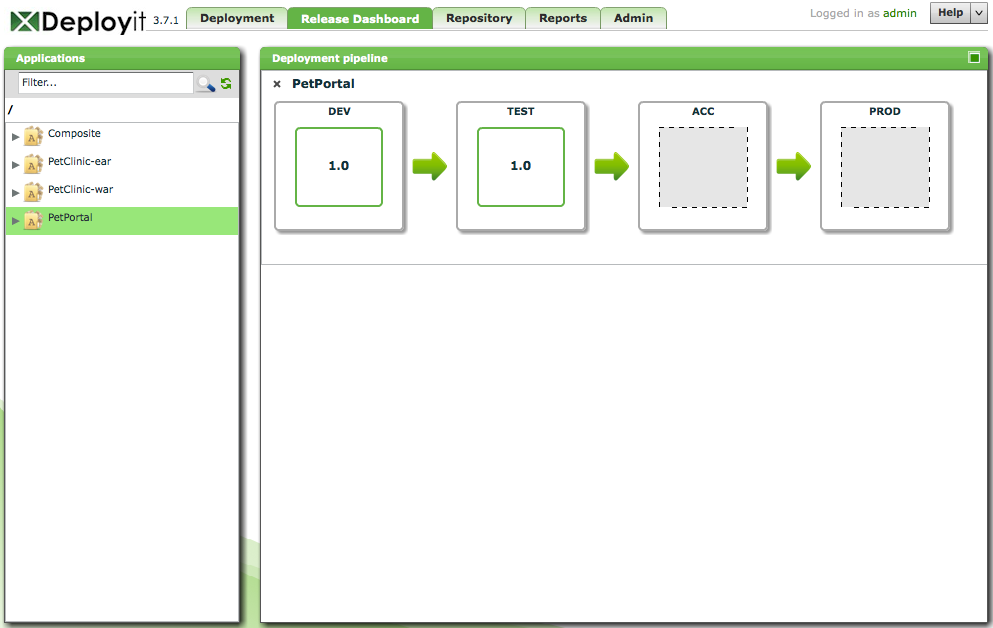 XDeployit 3.7.1 Deployment Release Dashboard Repository Reports Admin Logged in as admin Help
Applications
Filter...
/
Composite
PetClinic-ear
PetClinic-war
PetPortal
Deployment pipeline
× PetPortal
DEV TEST ACC PROD
1.0 1.0